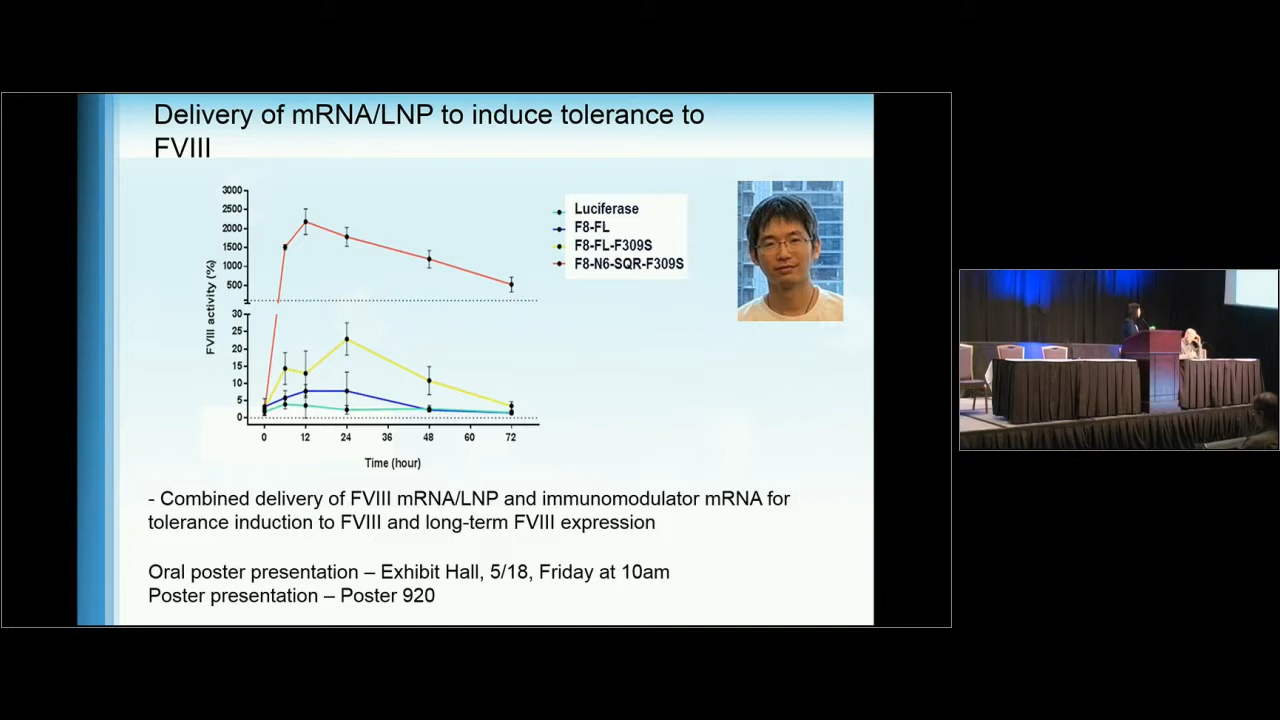 Delivery of mRNA/LNP to induce tolerance to
FVIII
3000
2500
2000
1500
1000
500
30
25
20
15
10
5
0
FVIII activity (%)
0 12 24 36 48 60 72
Time (hour)
Luciferase
F8-FL
F8-FL-F309S
F8-N6-SQR-F309S
- Combined delivery of FVIII mRNA/LNP and immunomodulator mRNA for
tolerance induction to FVIII and long-term FVIII expression
Oral poster presentation – Exhibit Hall, 5/18, Friday at 10am
Poster presentation – Poster 920